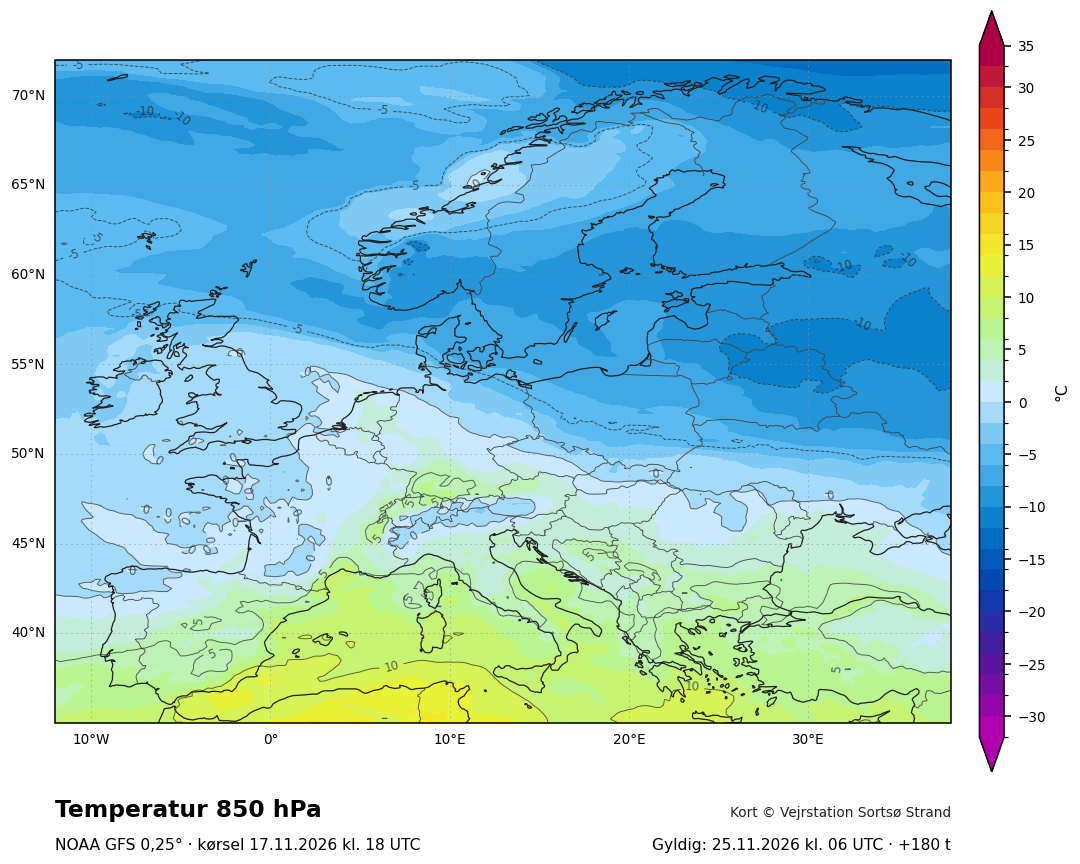 35
30
25
20
15
10
5
0
−5
−10
−15
−20
−25
−30
°C
70°N
65°N
60°N
55°N
50°N
45°N
40°N
10°W
0°
10°E
20°E
30°E
Temperatur 850 hPa
Kort © Vejrstation Sortsø Strand
NOAA GFS 0,25° · kørsel 17.11.2026 kl. 18 UTC
Gyldig: 25.11.2026 kl. 06 UTC · +180 t